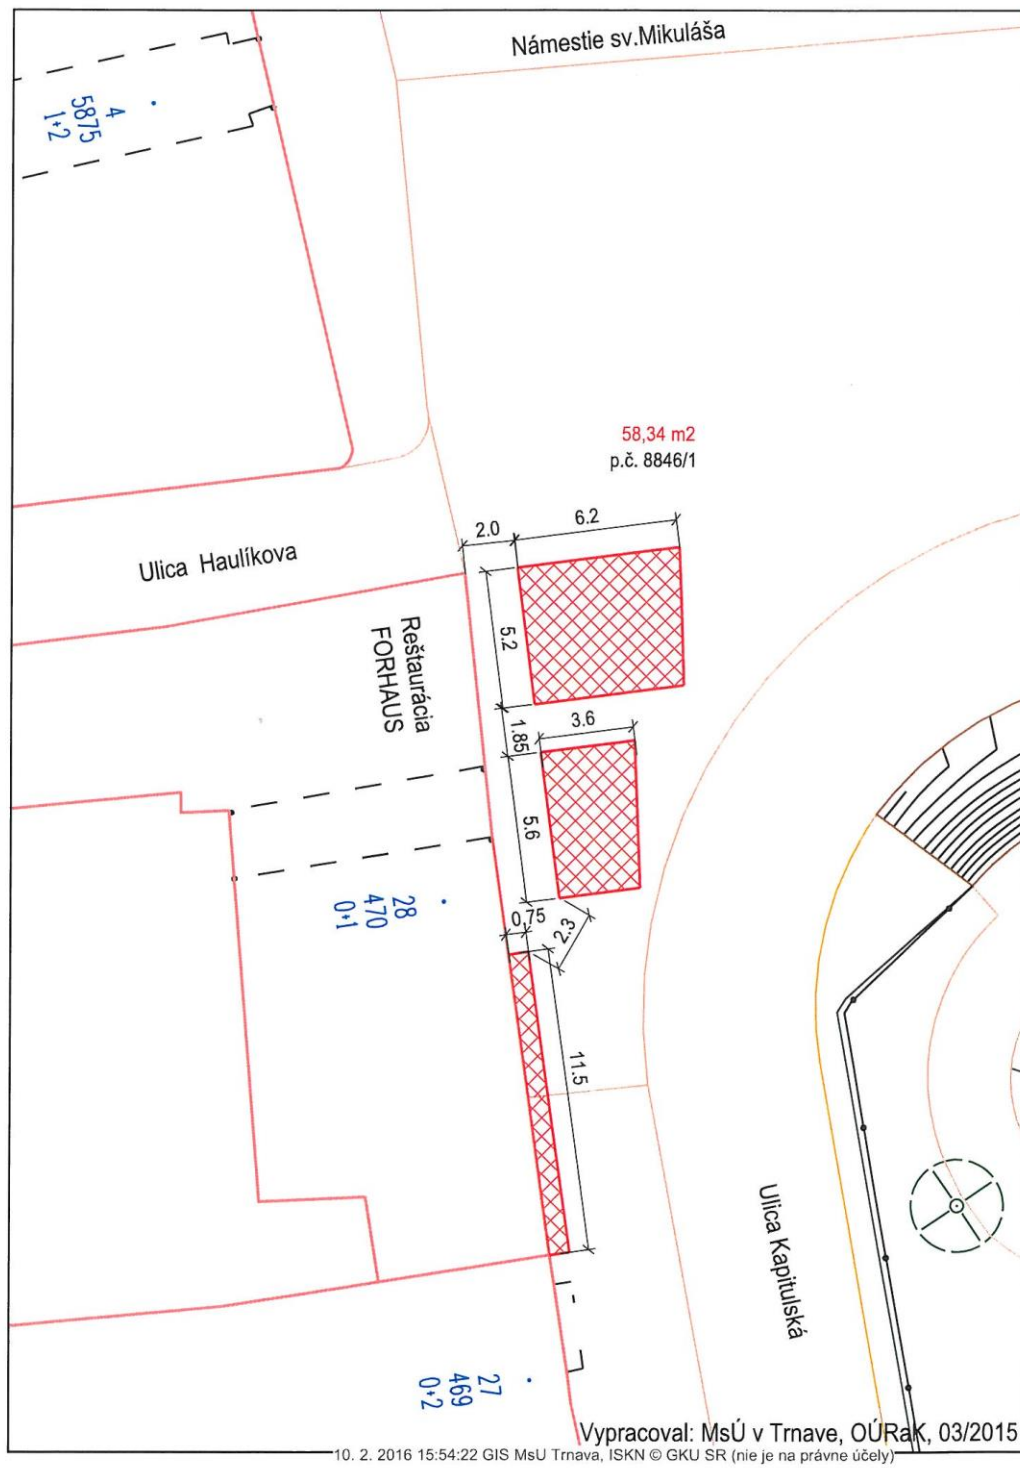 Námestie sv.Mikuláša
4
5875
1+2
58,34 m2
p.č. 8846/1
2.0
6.2
Ulica Haulíkova
5.2
Reštaurácia
FORHAUS
1.85
3.6
5.6
28
470
0+1
0,75
2.3
11.5
Ulica Kapitulská
27
469
0+2
Vypracoval: MsÚ v Trnave, OÚRaK, 03/2015
10. 2. 2016 15:54:22 GIS MsU Trnava, ISKN © GKU SR (nie je na právne účely)